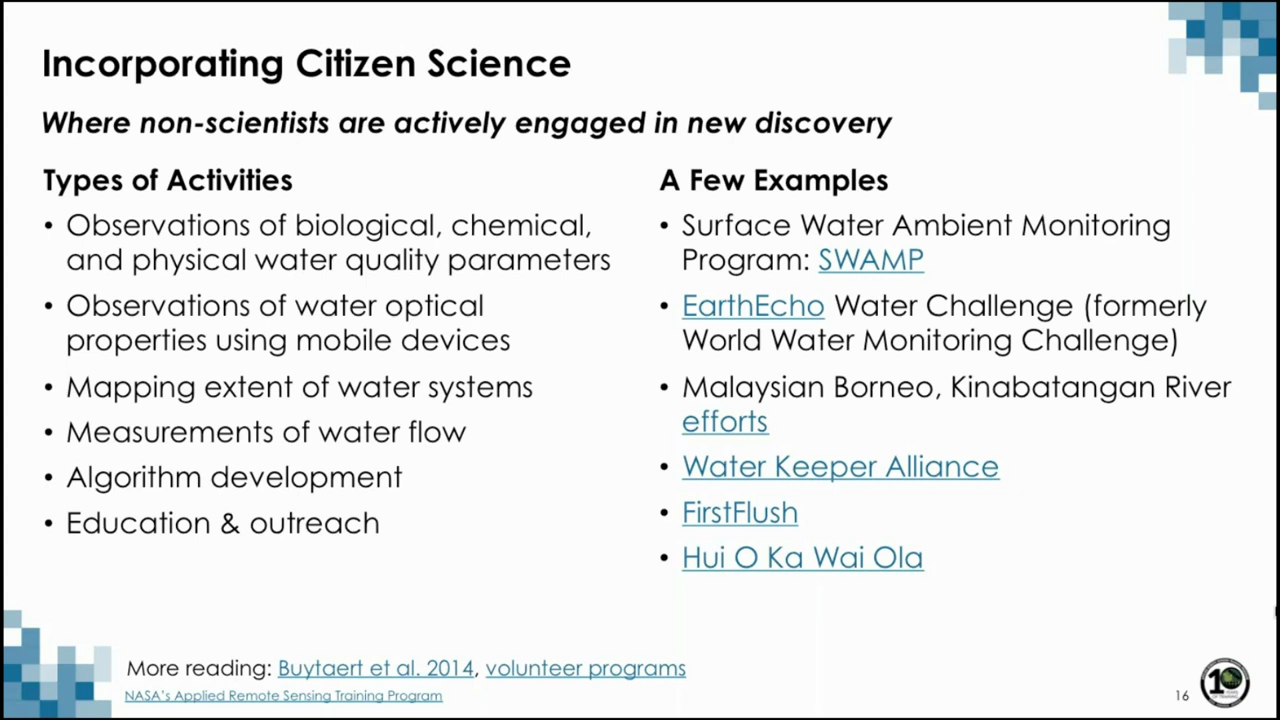 Incorporating Citizen Science
Where non-scientists are actively engaged in new discovery
Types of Activities
• Observations of biological, chemical,
and physical water quality parameters
• Observations of water optical
properties using mobile devices
• Mapping extent of water systems
• Measurements of water flow
• Algorithm development
• Education & outreach
A Few Examples
• Surface Water Ambient Monitoring
Program: SWAMP
• EarthEcho Water Challenge (formerly
World Water Monitoring Challenge)
• Malaysian Borneo, Kinabatangan River
efforts
• Water Keeper Alliance
• FirstFlush
• Hui O Ka Wai Ola
More reading: Buytaert et al. 2014, volunteer programs
NASA's Applied Remote Sensing Training Program
16
10
YEARS
OF TRAINING